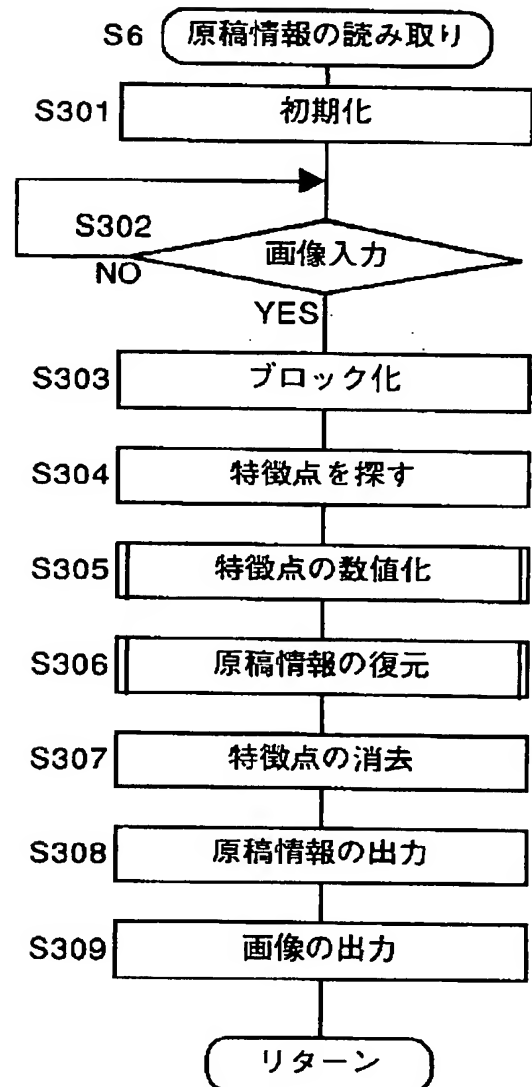 S6 原稿情報の読み取り
S301 初期化
S302 画像入力
NO
YES
S303 ブロック化
S304 特徴点を探す
S305 特徴点の数値化
S306 原稿情報の復元
S307 特徴点の消去
S308 原稿情報の出力
S309 画像の出力
リターン